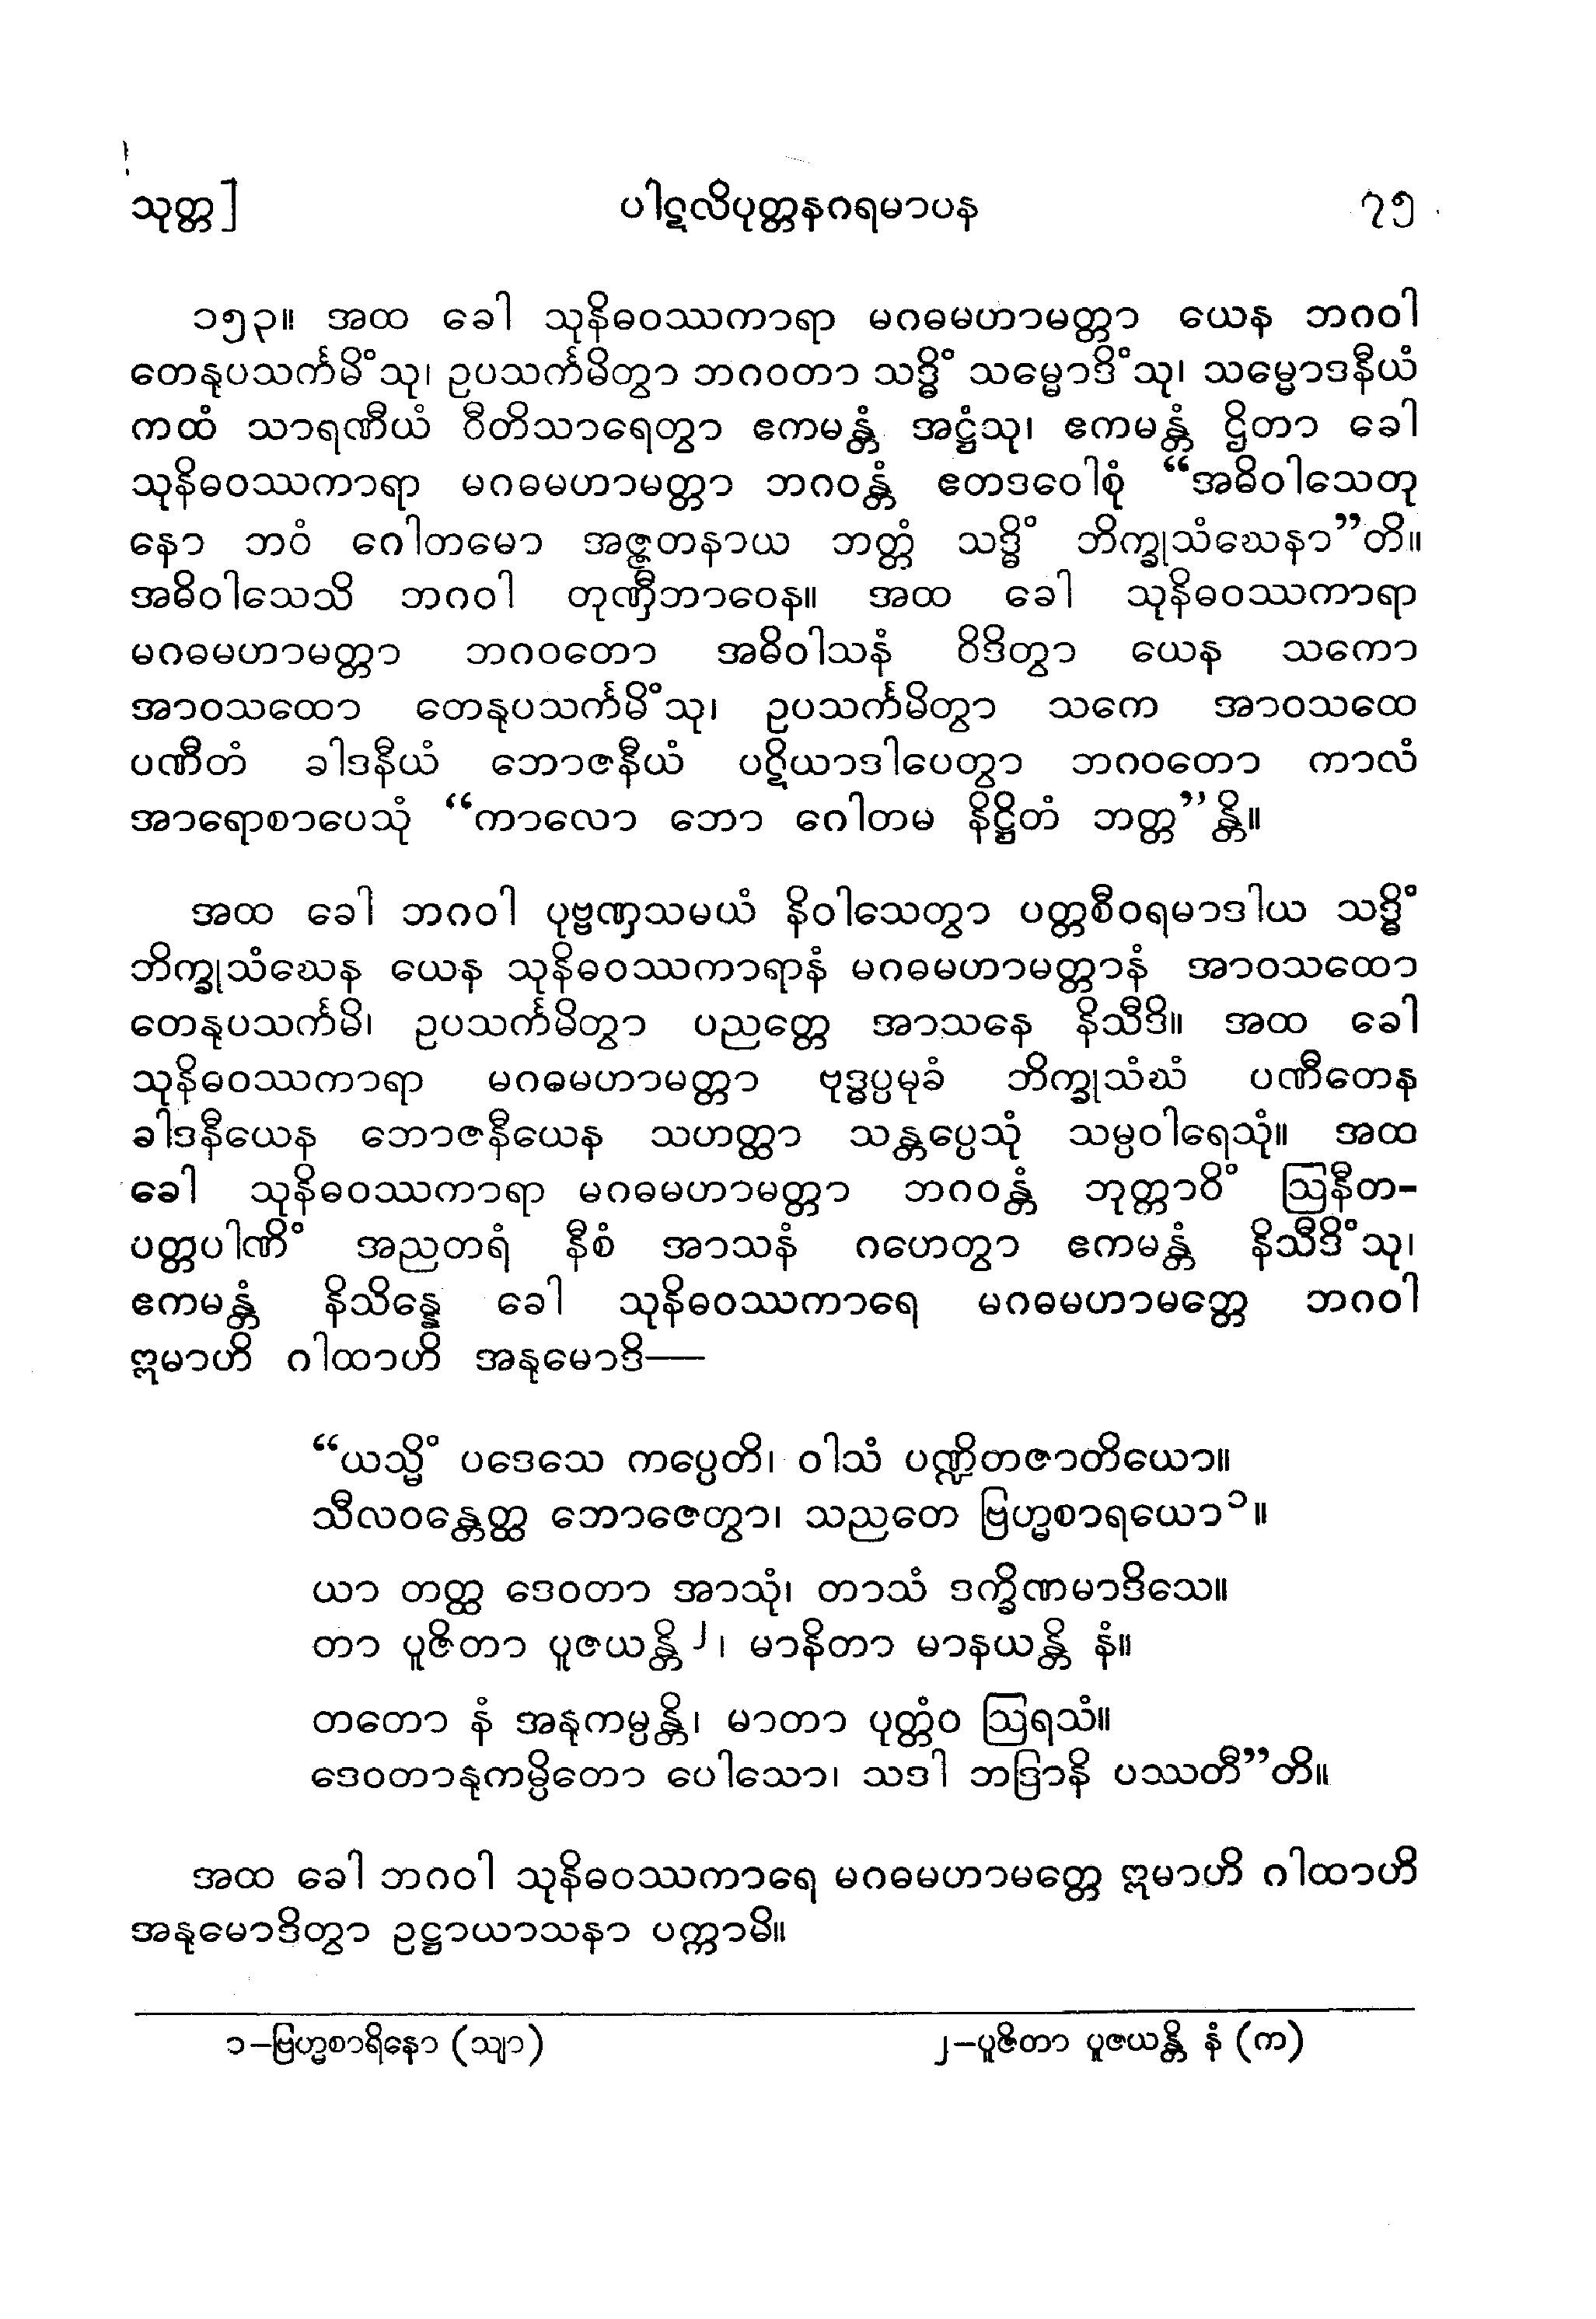 သုတ္တ] ပါဋလိပုတ္တနဂရမာပန ၇၅
၁၅၃။ အထ ခေါ သုနိဓဝဿကာရာ မဂဓမဟာမတ္တာ ယေန ဘဂဝါ
တေနုပသင်္ကမိံသု၊ ဥပသင်္ကမိတွာ ဘဂဝတာ သဒ္ဓိံ သမ္မောဒိံသု၊ သမ္မောဒနီယံ
ကထံ သာရဏီယံ ဝီတိသာရေတွာ ဧကမန္တံ အဋ္ဌံသု၊ ဧကမန္တံ ဌိတာ ခေါ
သုနိဓဝဿကာရာ မဂဓမဟာမတ္တာ ဘဂဝန္တံ ဧတဒဝေါစုံ “အဓိဝါသေတု
နော ဘဝံ ဂေါတမော အဇ္ဇတနာယ ဘတ္တံ သဒ္ဓိံ ဘိက္ခုသံဃေနာ”တိ။
အဓိဝါသေသိ ဘဂဝါ တုဏှီဘာဝေန။ အထ ခေါ သုနိဓဝဿကာရာ
မဂဓမဟာမတ္တာ ဘဂဝတော အဓိဝါသနံ ဝိဒိတွာ ယေန သကော
အာဝသထော တေနုပသင်္ကမိံသု၊ ဥပသင်္ကမိတွာ သကေ အာဝသထေ
ပဏီတံ ခါဒနီယံ ဘောဇနီယံ ပဋိယာဒါပေတွာ ဘဂဝတော ကာလံ
အာရောစာပေသုံ “ကာလော ဘော ဂေါတမ နိဋ္ဌိတံ ဘတ္တ”န္တိ။
အထ ခေါ ဘဂဝါ ပုဗ္ဗဏှသမယံ နိဝါသေတွာ ပတ္တစီဝရမာဒါယ သဒ္ဓိံ
ဘိက္ခုသံဃေန ယေန သုနိဓဝဿကာရာနံ မဂဓမဟာမတ္တာနံ အာဝသထော
တေနုပသင်္ကမိ၊ ဥပသင်္ကမိတွာ ပညတ္တေ အာသနေ နိသီဒိ။ အထ ခေါ
သုနိဓဝဿကာရာ မဂဓမဟာမတ္တာ ဗုဒ္ဓပ္ပမုခံ ဘိက္ခုသံဃံ ပဏီတေန
ခါဒနီယေန ဘောဇနီယေန သဟတ္ထာ သန္တပ္ပေသုံ သမ္ပဝါရေသုံ။ အထ
ခေါ သုနိဓဝဿကာရာ မဂဓမဟာမတ္တာ ဘဂဝန္တံ ဘုတ္တာဝိံ ဩနီတ-
ပတ္တပါဏိံ အညတရံ နီစံ အာသနံ ဂဟေတွာ ဧကမန္တံ နိသီဒိံသု၊
ဧကမန္တံ နိသိန္နေ ခေါ သုနိဓဝဿကာရေ မဂဓမဟာမတ္တေ ဘဂဝါ
ဣမာဟိ ဂါထာဟိ အနုမောဒိ—
“ယသ္မိံ ပဒေသေ ကပ္ပေတိ၊ ဝါသံ ပဏ္ဍိတဇာတိယော။
သီလဝန္တေတ္ထ ဘောဇေတွာ၊ သညတေ ဗြဟ္မစာရယော၁။
ယာ တတ္ထ ဒေဝတာ အာသုံ၊ တာသံ ဒက္ခိဏမာဒိသေ။
တာ ပူဇိတာ ပူဇယန္တိ၂၊ မာနိတာ မာနယန္တိ နံ။
တတော နံ အနုကမ္ပန္တိ၊ မာတာ ပုတ္တံဝ ဩရသံ။
ဒေဝတာနုကမ္ပိတော ပေါသော၊ သဒါ ဘဒြာနိ ပဿတီ”တိ။
အထ ခေါ ဘဂဝါ သုနိဓဝဿကာရေ မဂဓမဟာမတ္တေ ဣမာဟိ ဂါထာဟိ
အနုမောဒိတွာ ဥဋ္ဌာယာသနာ ပက္ကာမိ။
၁–ဗြဟ္မစာရိနော (သျာ) ၂–ပူဇိတာ ပူဇယန္တိ နံ (က)